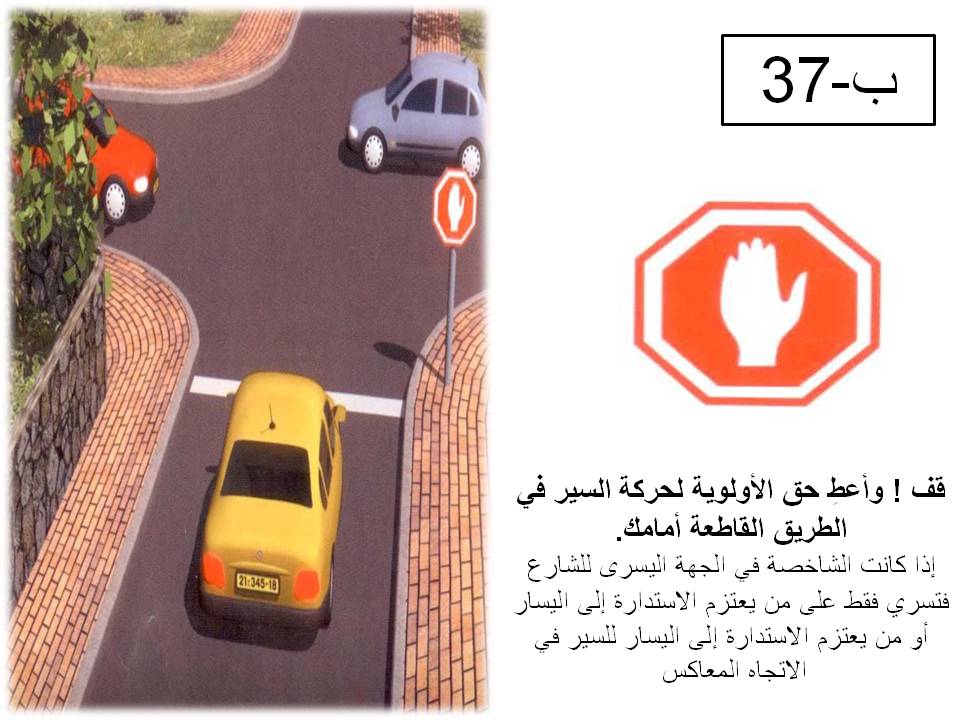 ب-37
قف ! وأعطِ حق الأولوية لحركة السير في
الطريق القاطعة أمامك.
إذا كانت الشاخصة في الجهة اليسرى للشارع
فتسري فقط على من يعتزم الاستدارة إلى اليسار
أو من يعتزم الاستدارة إلى اليسار للسير في
الاتجاه المعاكس
21-345-18